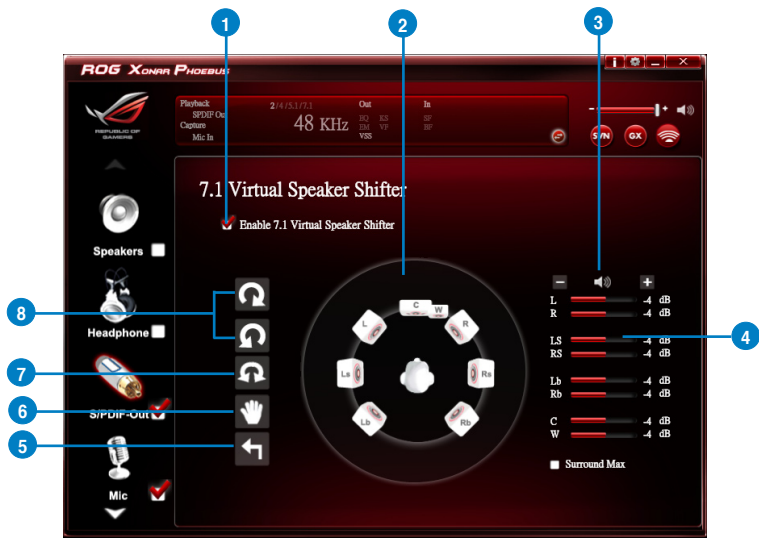 1
2
3
ROG Xonar Phoebus
i
REPUBLIC OF
GAMERS
Playback
2/4/5.1/7.1
Out
In
SPDIF Out
48 KHz
HQ KS
SF
Capture
EM VF
RF
Mic In
VSS
- +
SVN
GX
7.1 Virtual Speaker Shifter
Enable 7.1 Virtual Speaker Shifter
Speakers
Headphone
S/PDIF-Out
Mic
8
7
6
5
C
W
L
R
Ls
Rs
Lb
Rb
- +
L -4 dB
R -4 dB
LS -4 dB
4
RS -4 dB
Lb -4 dB
Rb -4 dB
C -4 dB
W -4 dB
Surround Max